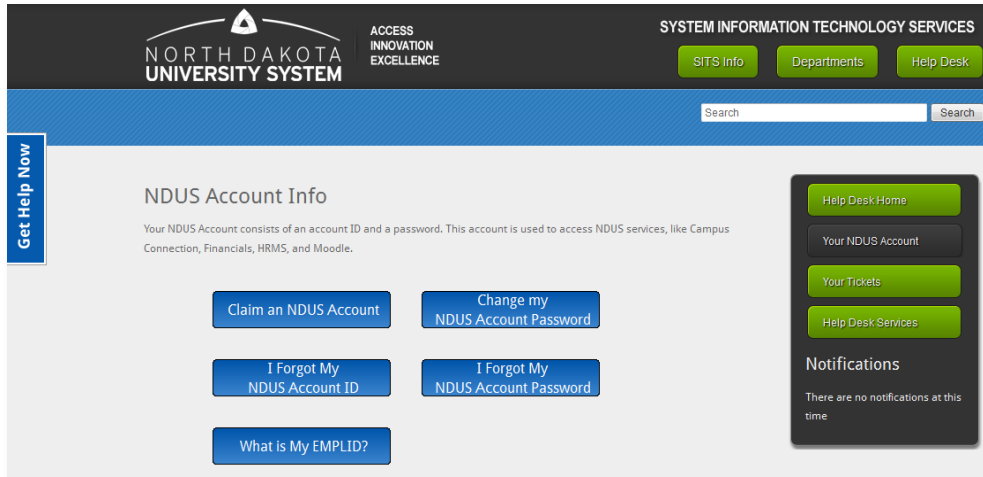 NORTH DAKOTA
UNIVERSITY SYSTEM
ACCESS
INNOVATION
EXCELLENCE
SYSTEM INFORMATION TECHNOLOGY SERVICES
SITS Info
Departments
Help Desk
Search
Search
Get Help Now
NDUS Account Info
Your NDUS Account consists of an account ID and a password. This account is used to access NDUS services, like Campus
Connection, Financials, HRMS, and Moodle.
Claim an NDUS Account
Change my
NDUS Account Password
I Forgot My
NDUS Account ID
I Forgot My
NDUS Account Password
What is My EMPLID?
Help Desk Home
Your NDUS Account
Your Tickets
Help Desk Services
Notifications
There are no notifications at this
time